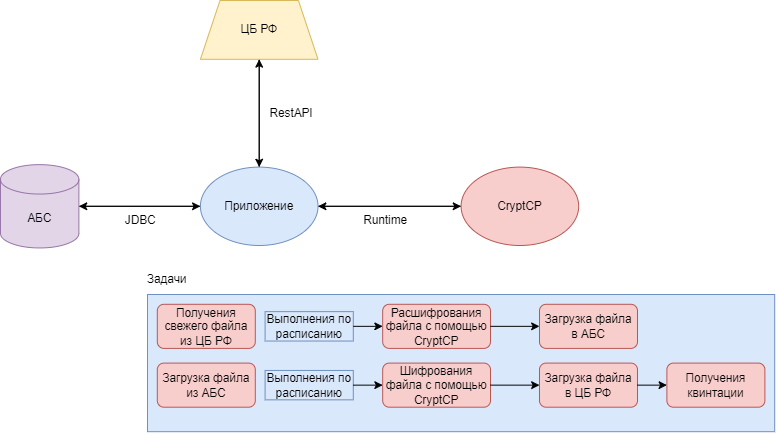 ЦБ РФ
RestAPI
АБС
JDBC
Приложение
Runtime
CryptCP
Задачи
Получения
свежего файла
из ЦБ РФ
Выполнения по
расписанию
Расшифрования
файла с помощью
CryptCP
Загрузка файла
в АБС
Загрузка файла
из АБС
Выполнения по
расписанию
Шифрования
файла с помощью
CryptCP
Загрузка файла
в ЦБ РФ
Получения
квинтации